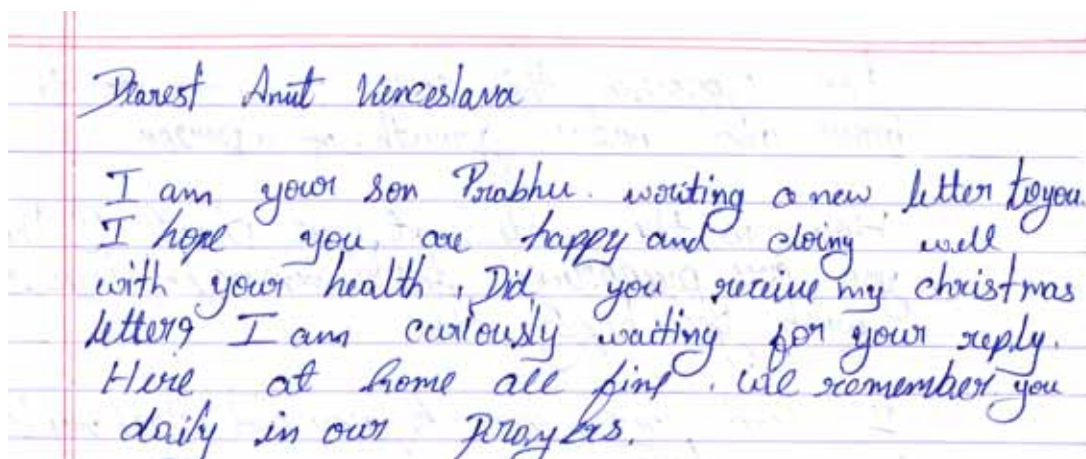 Diarest Anut Venceslava
I am your son Prabhu. writing a new letter to you
I hope you are happy and doing well
with your health, Did you receive my christmas
letter? I am curiously waiting for your reply.
Here at home all fine. We remember you
daily in our Prayers.